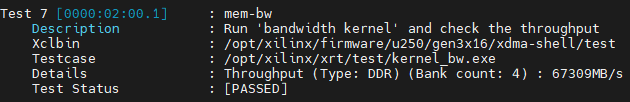 Test 7 [0000:02:00.1] : mem-bw
Description : Run 'bandwidth kernel' and check the throughput
Xclbin : /opt/xilinx/firmware/u250/gen3x16/xdma-shell/test
Testcase : /opt/xilinx/xrt/test/kernel_bw.exe
Details : Throughput (Type: DDR) (Bank count: 4) : 67309MB/s
Test Status : [PASSED]